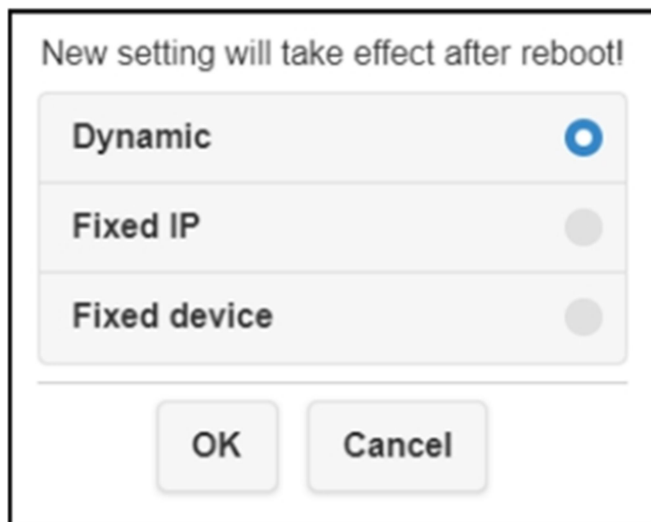 New setting will take effect after reboot!
Dynamic
Fixed IP
Fixed device
OK Cancel